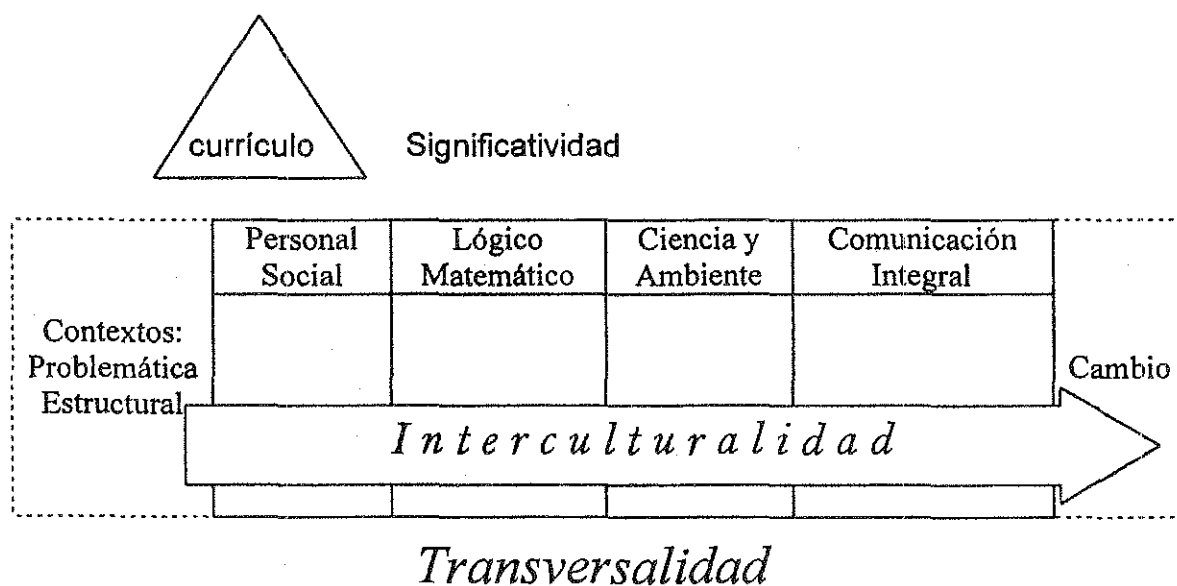 currículo
Significatividad
Personal
Social
Lógico
Matemático
Ciencia y
Ambiente
Comunicación
Integral
Contextos:
Problemática
Estructural
Cambio
Interculturalidad
Transversalidad